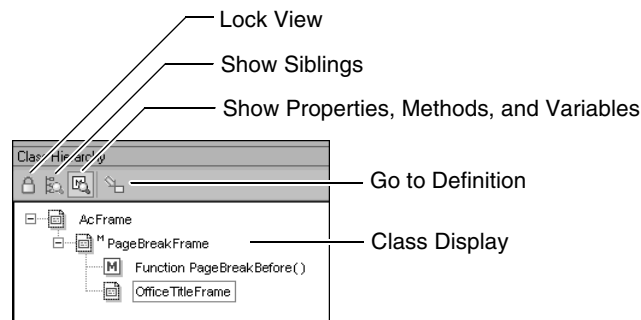 Lock View
Show Siblings
Show Properties, Methods, and Variables
Class Hierarchy
Go to Definition
AcFrame
M PageBreakFrame
Class Display
M Function PageBreakBefore()
OfficeTitleFrame